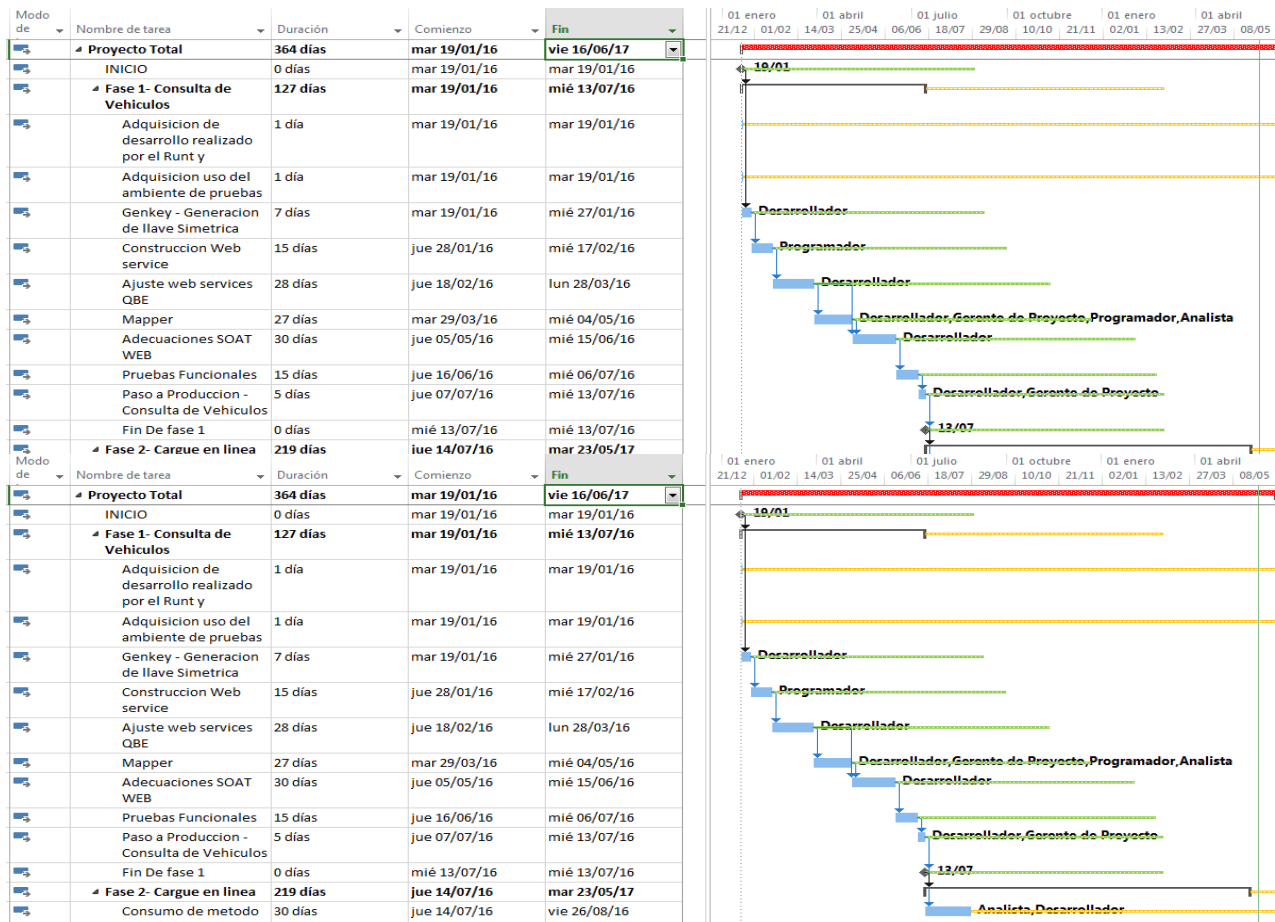 Modo de Nombre de tarea Duración Comienzo Fin
01 enero 01 abril 01 julio 01 octubre 01 enero 01 abril
21/12 01/02 14/03 25/04 06/06 18/07 29/08 10/10 21/11 02/01 13/02 27/03 08/05
Proyecto Total 364 días mar 19/01/16 vie 16/06/17
INICIO 0 días mar 19/01/16 mar 19/01/16 19/01
Fase 1- Consulta de 127 días mar 19/01/16 mié 13/07/16
Vehiculos
Adquisicion de 1 día mar 19/01/16 mar 19/01/16
desarrollo realizado
por el Runt y
Adquisicion uso del 1 día mar 19/01/16 mar 19/01/16
ambiente de pruebas
Genkey - Generacion 7 días mar 19/01/16 mié 27/01/16 Desarrollador
de llave Simetrica
Construccion Web 15 días jue 28/01/16 mié 17/02/16 Programador
service
Ajuste web services 28 días jue 18/02/16 lun 28/03/16 Desarrollador
QBE
Mapper 27 días mar 29/03/16 mié 04/05/16 Desarrollador,Gerente de Proyecto,Programador,Analista
Adecuaciones SOAT 30 días jue 05/05/16 mié 15/06/16 Desarrollador
WEB
Pruebas Funcionales 15 días jue 16/06/16 mié 06/07/16
Paso a Produccion - 5 días jue 07/07/16 mié 13/07/16 Desarrollador,Gerente de Proyecto
Consulta de Vehiculos
Fin De fase 1 0 días mié 13/07/16 mié 13/07/16 13/07
Fase 2- Cargue en linea 219 días jue 14/07/16 mar 23/05/17
Modo de Nombre de tarea Duración Comienzo Fin
01 enero 01 abril 01 julio 01 octubre 01 enero 01 abril
21/12 01/02 14/03 25/04 06/06 18/07 29/08 10/10 21/11 02/01 13/02 27/03 08/05
Proyecto Total 364 días mar 19/01/16 vie 16/06/17
INICIO 0 días mar 19/01/16 mar 19/01/16 19/01
Fase 1- Consulta de 127 días mar 19/01/16 mié 13/07/16
Vehiculos
Adquisicion de 1 día mar 19/01/16 mar 19/01/16
desarrollo realizado
por el Runt y
Adquisicion uso del 1 día mar 19/01/16 mar 19/01/16
ambiente de pruebas
Genkey - Generacion 7 días mar 19/01/16 mié 27/01/16 Desarrollador
de llave Simetrica
Construccion Web 15 días jue 28/01/16 mié 17/02/16 Programador
service
Ajuste web services 28 días jue 18/02/16 lun 28/03/16 Desarrollador
QBE
Mapper 27 días mar 29/03/16 mié 04/05/16 Desarrollador,Gerente de Proyecto,Programador,Analista
Adecuaciones SOAT 30 días jue 05/05/16 mié 15/06/16 Desarrollador
WEB
Pruebas Funcionales 15 días jue 16/06/16 mié 06/07/16
Paso a Produccion - 5 días jue 07/07/16 mié 13/07/16 Desarrollador,Gerente de Proyecto
Consulta de Vehiculos
Fin De fase 1 0 días mié 13/07/16 mié 13/07/16 13/07
Fase 2- Cargue en linea 219 días jue 14/07/16 mar 23/05/17
Consumo de metodo 30 días jue 14/07/16 vie 26/08/16 Analista,Desarrollador